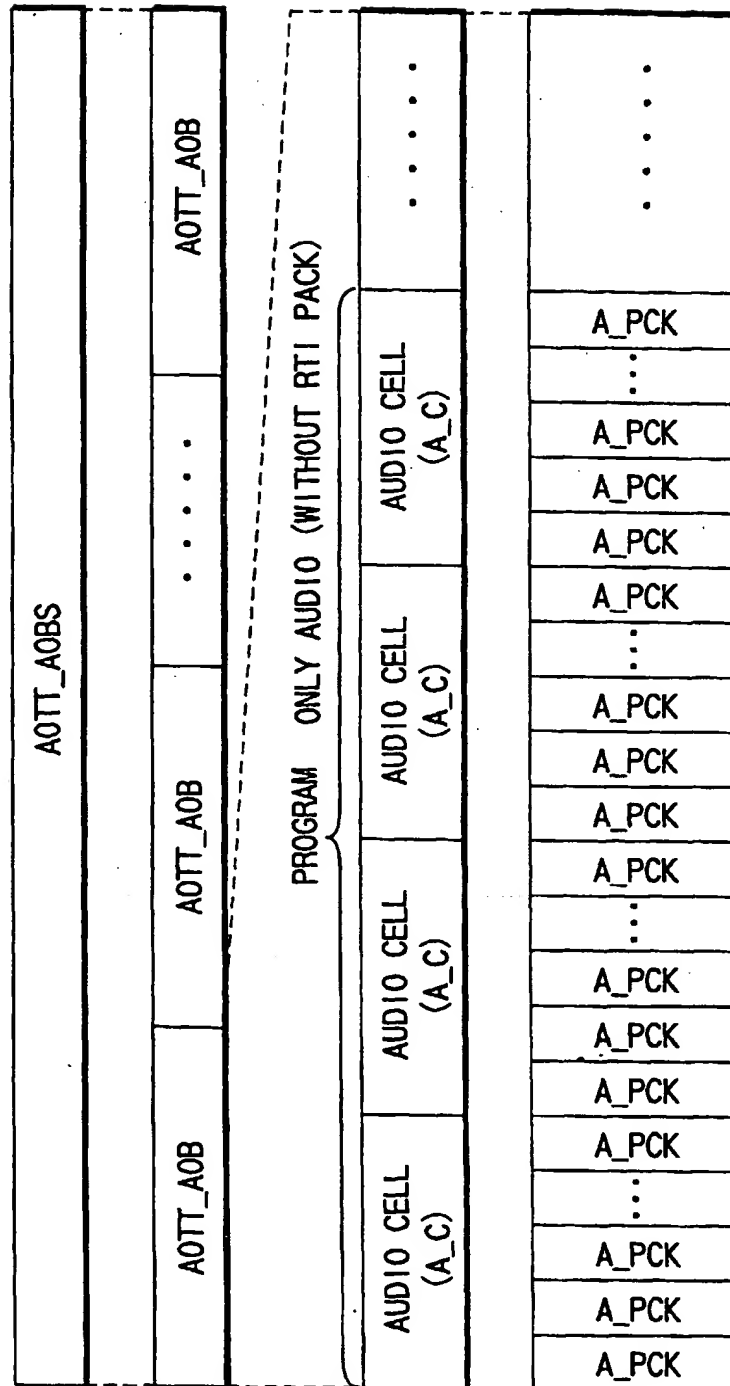 AOTT_AOBS
AOTT_AOB
AOTT_AOB
.....
AOTT_AOB
PROGRAM ONLY AUDIO (WITHOUT RTI PACK)
AUDIO CELL
(A_C)
AUDIO CELL
(A_C)
AUDIO CELL
(A_C)
AUDIO CELL
(A_C)
.....
A_PCK
A_PCK
A_PCK
...
A_PCK
A_PCK
A_PCK
A_PCK
...
A_PCK
A_PCK
A_PCK
A_PCK
...
A_PCK
A_PCK
A_PCK
A_PCK
...
A_PCK
.....